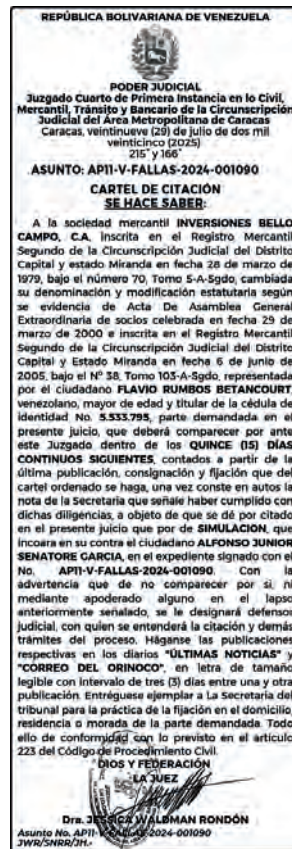 REPÚBLICA BOLIVARIANA DE VENEZUELA
PODER JUDICIAL
Juzgado Cuarto de Primera Instancia en lo Civil,
Mercantil, Tránsito y Bancario de la Circunscripción
Judicial del Área Metropolitana de Caracas
Caracas, veintinueve (29) de julio de dos mil
veinticinco (2025)
215° y 166°
ASUNTO: AP11-V-FALLAS-2024-001090
CARTEL DE CITACIÓN
SE HACE SABER:
A la sociedad mercantil INVERSIONES BELLO
CAMPO, C.A. inscrita en el Registro Mercantil
Segundo de la Circunscripción Judicial del Distrito
Capital y estado Miranda en fecha 28 de marzo de
1979, bajo el número 70, Tomo 5-A-Sgdo, cambiada
su denominación y modificación estatutaria según
se evidencia de Acta De Asamblea General
Extraordinaria de socios celebrada en fecha 29 de
marzo de 2000 e inscrita en el Registro Mercantil
Segundo de la Circunscripción Judicial del Distrito
Capital y Estado Miranda en fecha 6 de junio de
2005, bajo el N° 38, Tomo 103-A-Sgdo, representada
por el ciudadano FLAVIO RUMBOS BETANCOURT,
venezolano, mayor de edad y titular de la cédula de
identidad No. 5.533.795, parte demandada en el
presente juicio, que deberá comparecer por ante
este Juzgado dentro de los QUINCE (15) DÍAS
CONTINUOS SIGUIENTES, contados a partir de la
última publicación, consignación y fijación que del
cartel ordenado se haga, una vez conste en autos la
nota de la Secretaria que señale haber cumplido con
dichas diligencias, a objeto de que se dé por citado
en el presente juicio que por de SIMULACIÓN, que
incoara en su contra el ciudadano ALFONSO JUNIOR
SENATORE GARCIA, en el expediente signado con el
No. AP11-V-FALLAS-2024-001090. Con la
advertencia que de no comparecer por si, ni
mediante apoderado alguno en el lapso
anteriormente señalado, se le designará defensor
judicial, con quien se entenderá la citación y demás
trámites del proceso. Háganse las publicaciones
respectivas en los diarios "ÚLTIMAS NOTICIAS" y
"CORREO DEL ORINOCO", en letra de tamaño
legible con intervalo de tres (3) días entre una y otra
publicación. Entréguese ejemplar a La Secretaria del
tribunal para la práctica de la fijación en el domicilio,
residencia o morada de la parte demandada. Todo
ello de conformidad con lo previsto en el artículo
223 del Código de Procedimiento Civil.
DIOS Y FEDERACIÓN
LA JUEZ
Dra. JESSICA WALDMAN RONDÓN
Asunto No. AP11-V-FALLAS-2024-001090
JWR/SNRR/JH.-